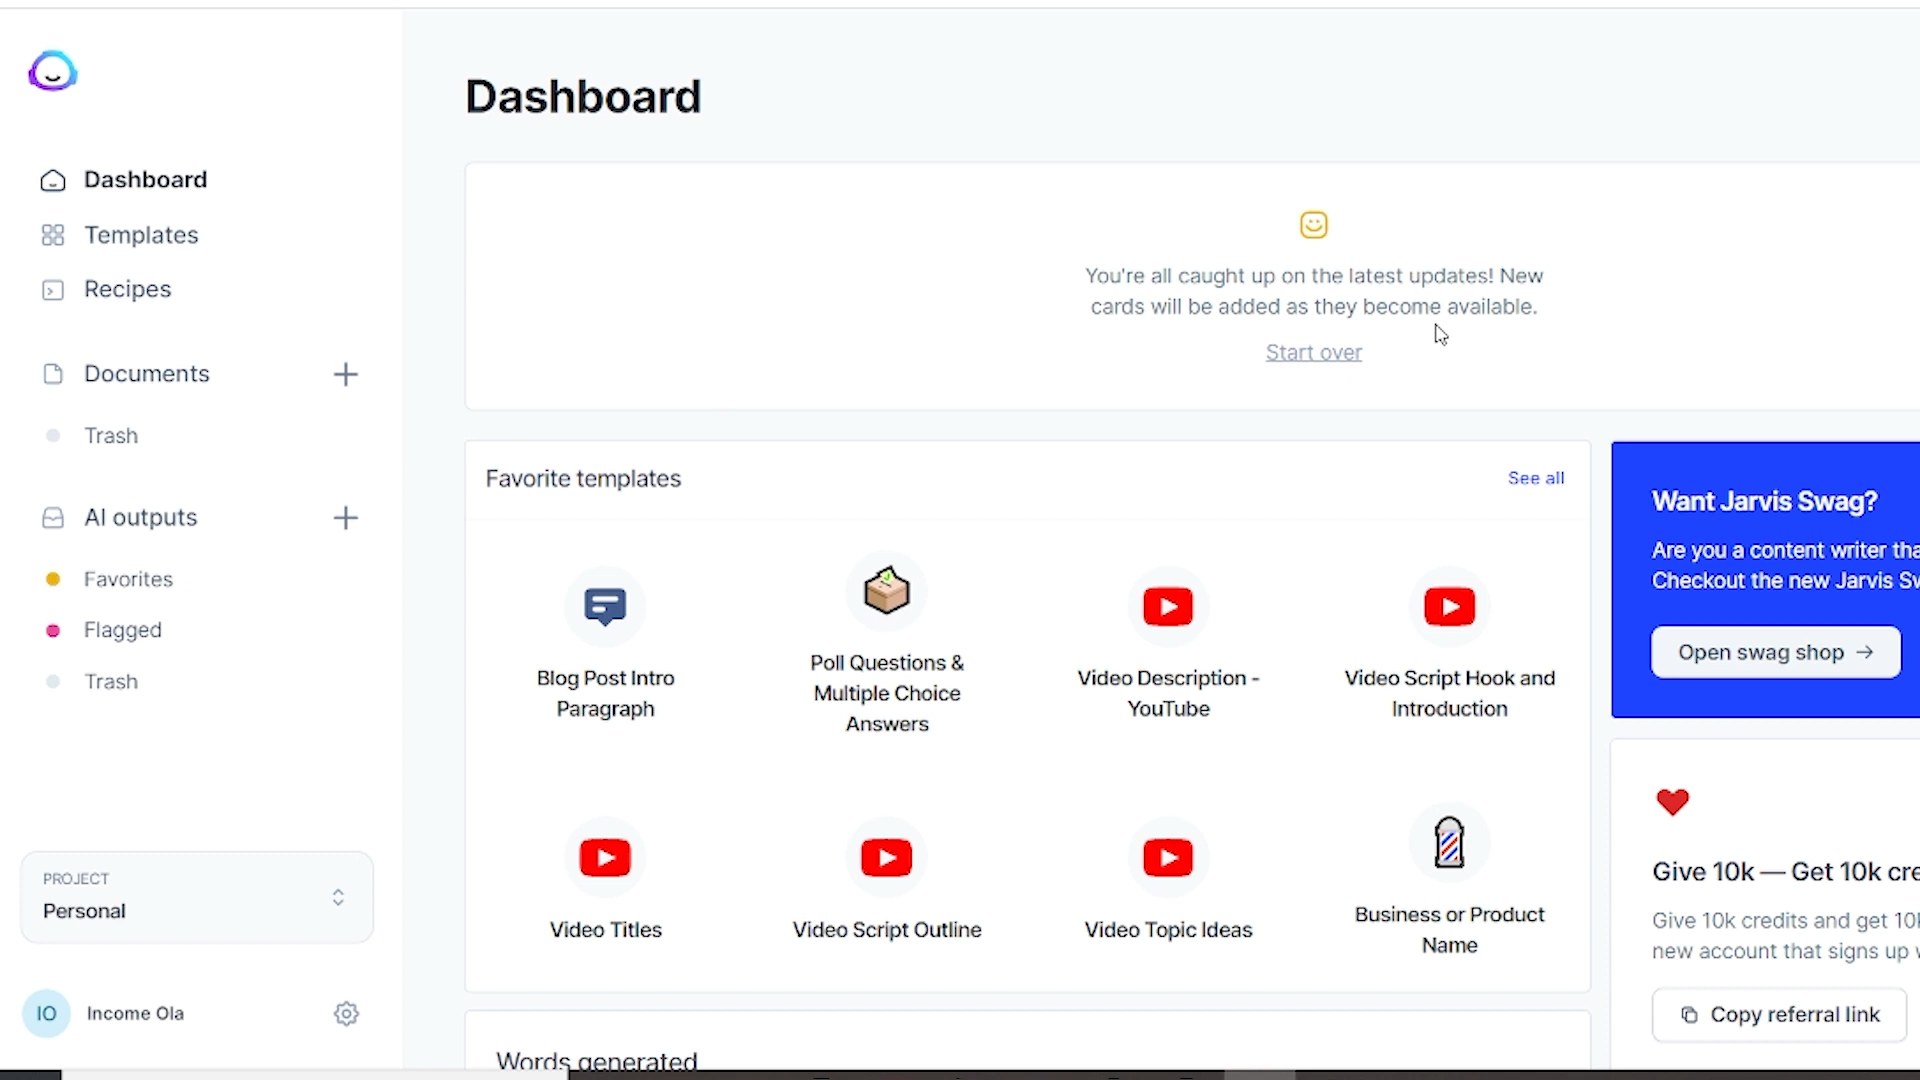 Dashboard
Templates
Recipes
Documents
Trash
AI outputs
Favorites
Flagged
Trash
PROJECT
Personal
IO
Income Ola
Dashboard
You're all caught up on the latest updates! New
cards will be added as they become available.
Start over
Favorite templates
See all
Blog Post Intro
Paragraph
Poll Questions &
Multiple Choice
Answers
Video Description -
YouTube
Video Script Hook and
Introduction
Video Titles
Video Script Outline
Video Topic Ideas
Business or Product
Name
Words generated
Want Jarvis Swag?
Are you a content writer tha
Checkout the new Jarvis Sw
Open swag shop →
Give 10k — Get 10k cre
Give 10k credits and get 10k
new account that signs up w
Copy referral link